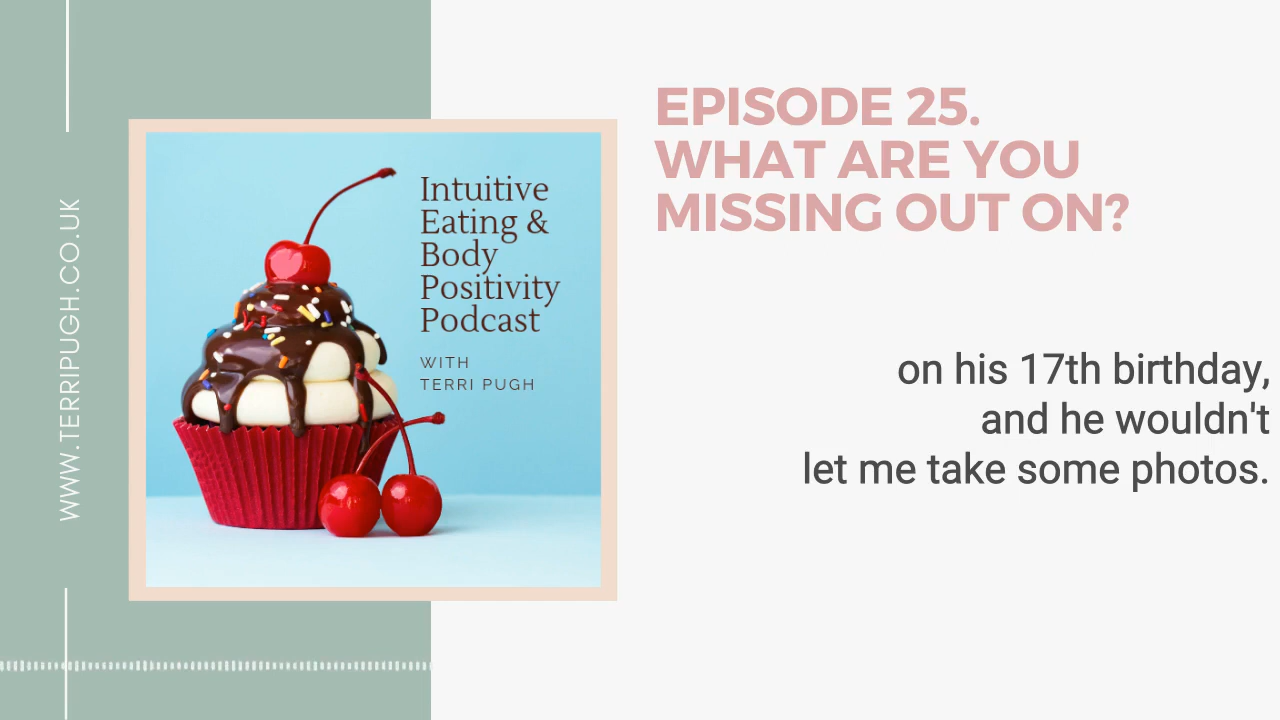 WWW.TERRIPUGH.CO.UK
Intuitive
Eating &
Body
Positivity
Podcast
WITH
TERRI PUGH
EPISODE 25.
WHAT ARE YOU
MISSING OUT ON?
on his 17th birthday,
and he wouldn't
let me take some photos.